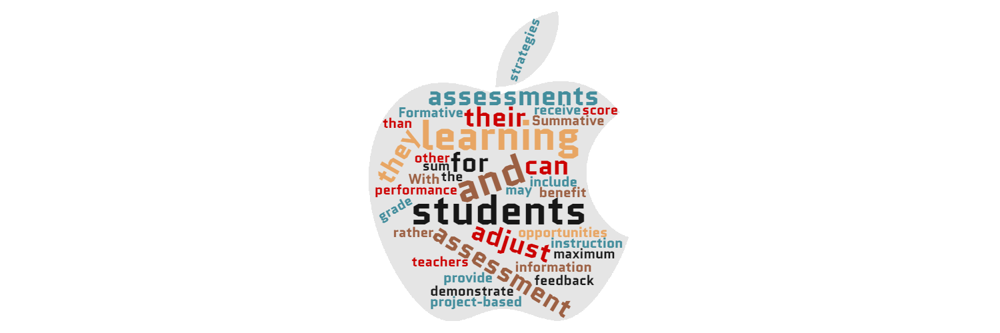 strategies
assessments
Formative
their
receive
score
than
Summative
learning
they
other
for
can
sum
With
the
and
include
performance
may
benefit
grade
students
rather
assessment
adjust
opportunities
instruction
maximum
teachers
information
provide
feedback
demonstrate
project-based